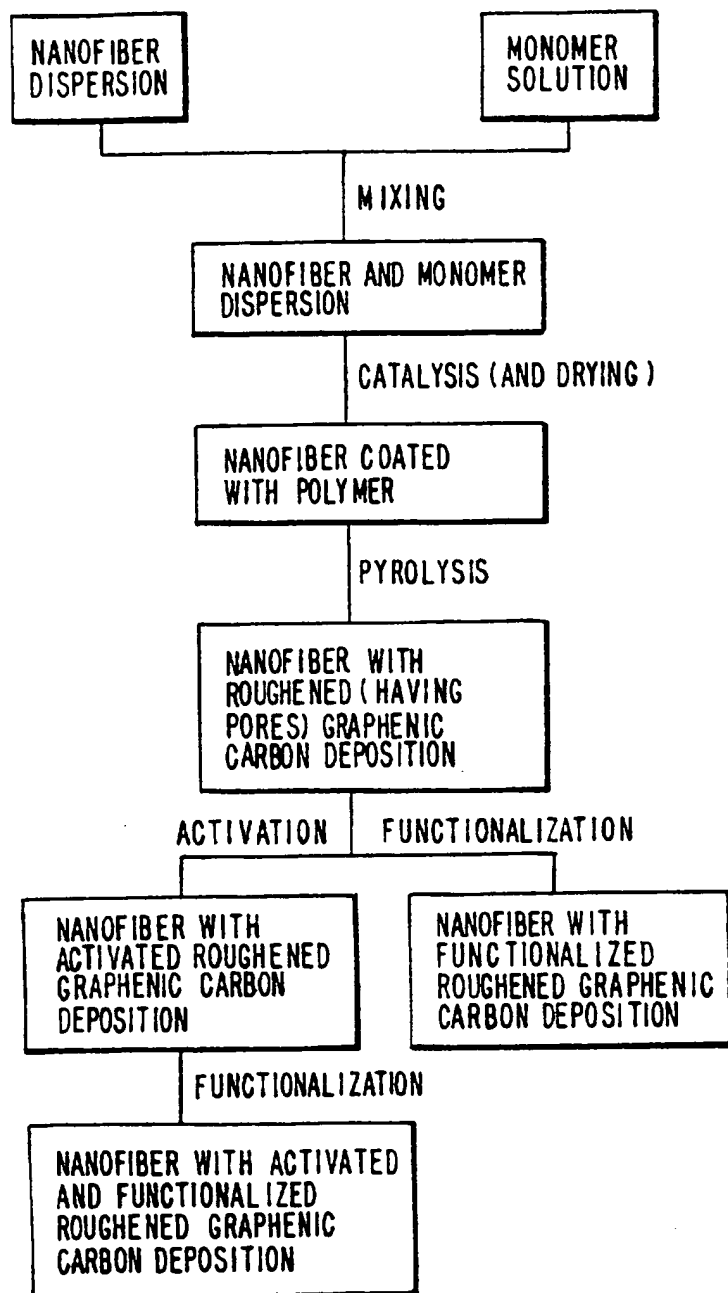 NANOFIBER
DISPERSION
MONOMER
SOLUTION
MIXING
NANOFIBER AND MONOMER
DISPERSION
CATALYSIS (AND DRYING)
NANOFIBER COATED
WITH POLYMER
PYROLYSIS
NANOFIBER WITH
ROUGHENED (HAVING
PORES) GRAPHENIC
CARBON DEPOSITION
ACTIVATION
FUNCTIONALIZATION
NANOFIBER WITH
ACTIVATED ROUGHENED
GRAPHENIC CARBON
DEPOSITION
NANOFIBER WITH
FUNCTIONALIZED
ROUGHENED GRAPHENIC
CARBON DEPOSITION
FUNCTIONALIZATION
NANOFIBER WITH ACTIVATED
AND FUNCTIONALIZED
ROUGHENED GRAPHENIC
CARBON DEPOSITION